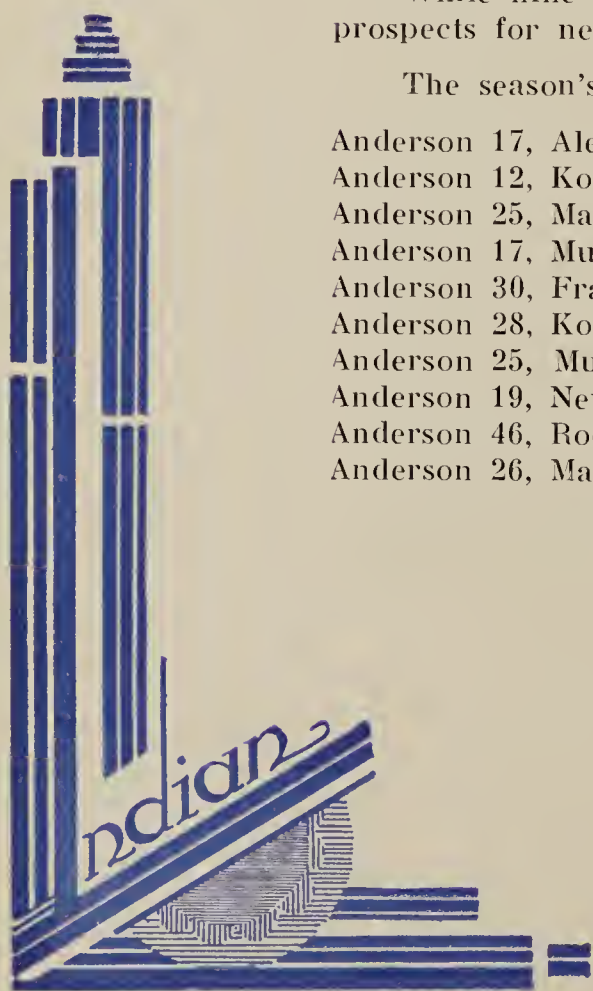 prospects for ne
The season's
Anderson 17, Ale
Anderson 12, Ko
Anderson 25, Ma
Anderson 17, Mu
Anderson 30, Fra
Anderson 28, Ko
Anderson 25, Mu
Anderson 19, Ne
Anderson 46, Ro
Anderson 26, Ma
ndian